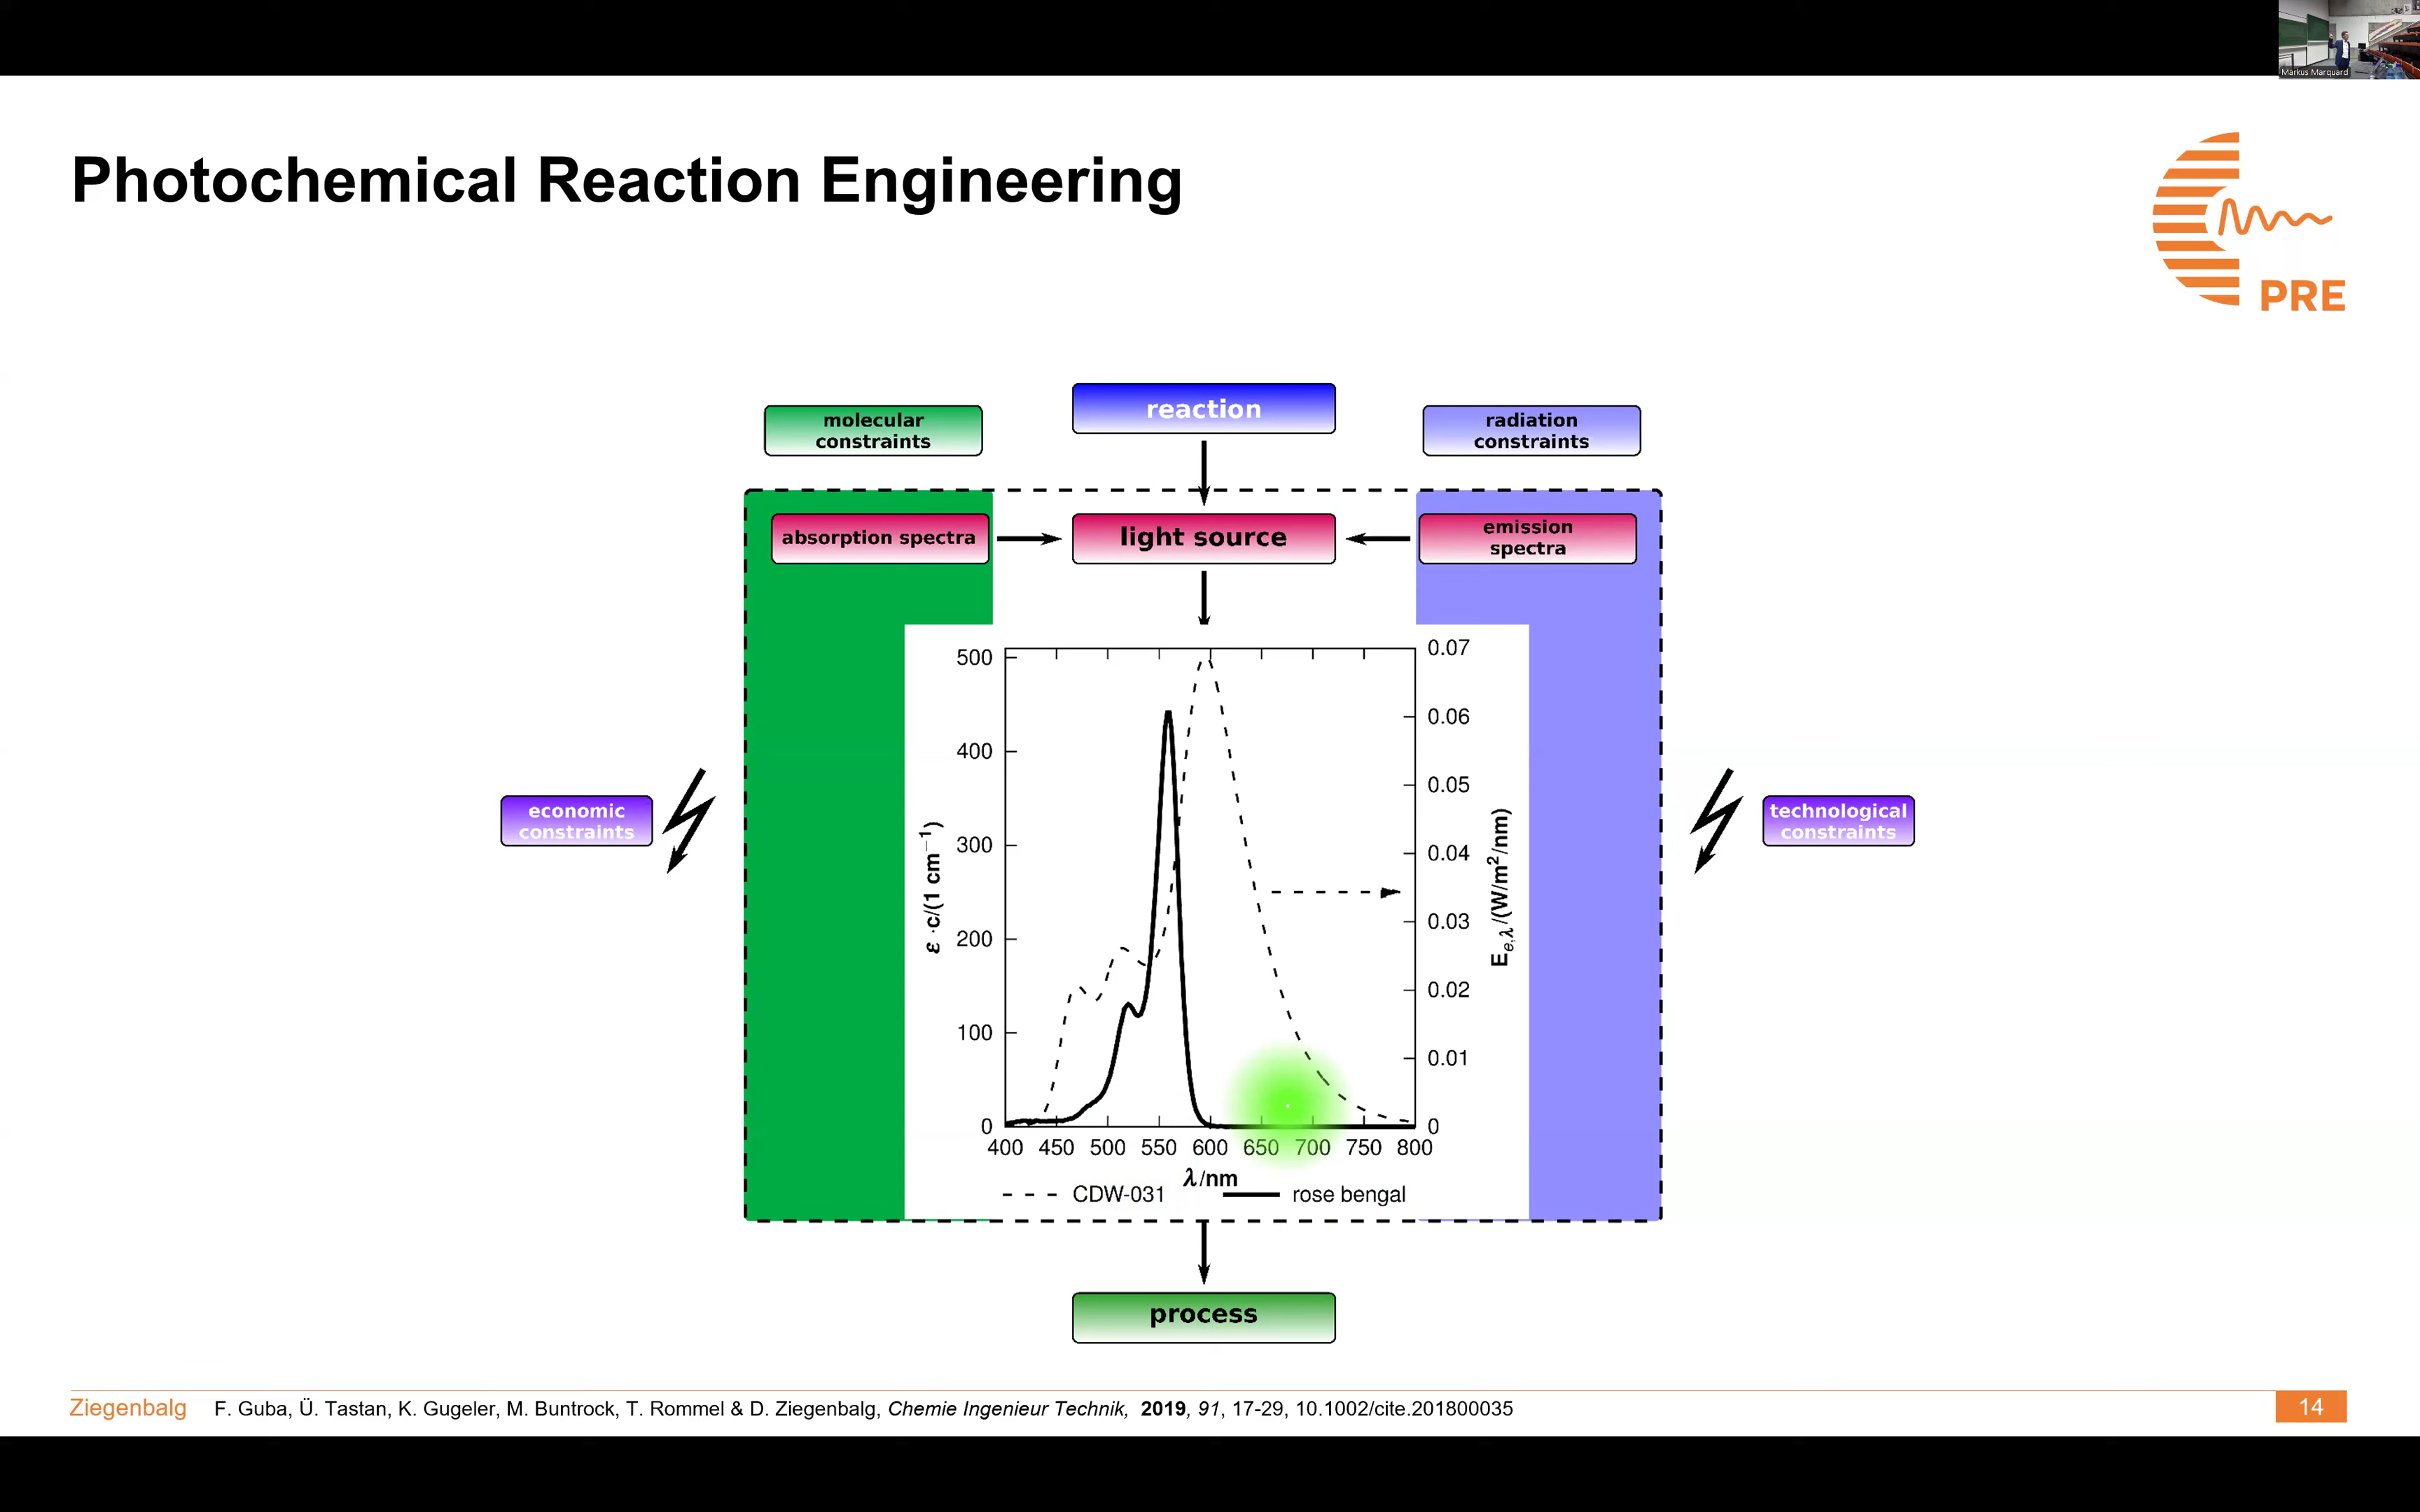 Markus Marquard
Photochemical Reaction Engineering
PRE
reaction
molecular
constraints
radiation
constraints
absorption spectra
light source
emission
spectra
economic
constraints
technological
constraints
500
400
300
200
100
0
ε ·c/(1 cm⁻¹)
0.07
0.06
0.05
0.04
0.03
0.02
0.01
0
E_e,λ/(W/m²/nm)
400 450 500 550 600 650 700 750 800
λ/nm
CDW-031 rose bengal
process
Ziegenbalg F. Guba, Ü. Tastan, K. Gugeler, M. Buntrock, T. Rommel & D. Ziegenbalg, Chemie Ingenieur Technik, 2019, 91, 17-29, 10.1002/cite.201800035
14